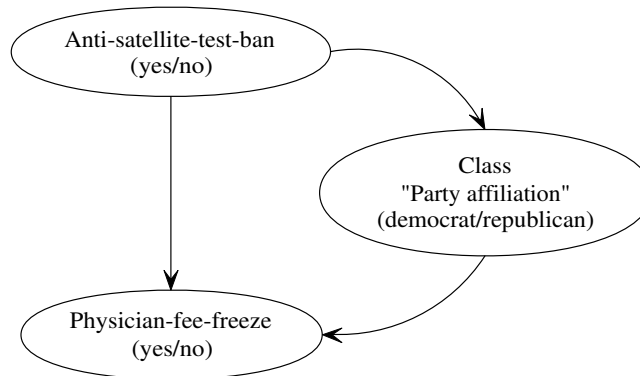 Anti-satellite-test-ban
(yes/no)
Class
"Party affiliation"
(democrat/republican)
Physician-fee-freeze
(yes/no)